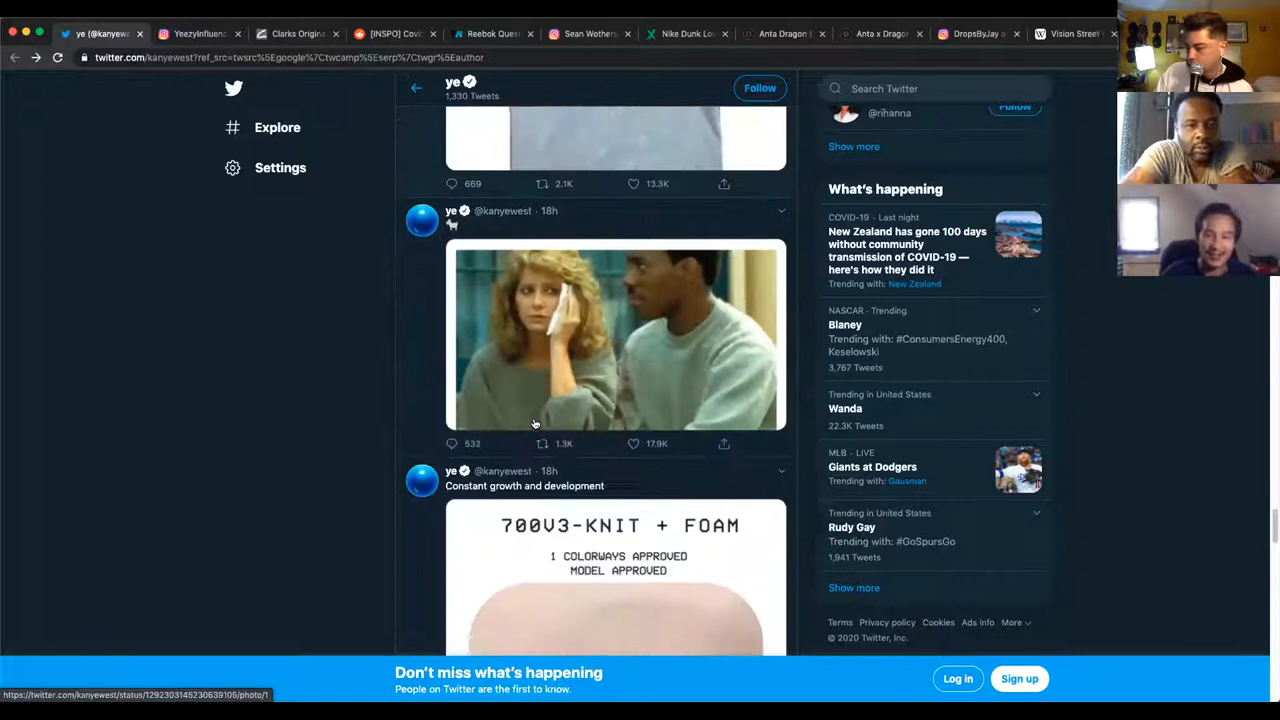 ye (@kanyewa
YeezyInfluen
Clarks Origina
[INSPO] Covi
Reebok Ques
Sean Wothers
Nike Dunk Lo
Anta Dragon
Anta x Dragor
DropsByJay o
Vision Street
twitter.com/kanyewest?ref_src=twsrc%5Egoogle%7Ctwcamp%5Eserp%7Ctwgr%5Eauthor
Explore
Settings
ye
1,330 Tweets
Follow
669
2.1K
13.3K
ye @kanyewest · 18h
532
1.3K
17.9K
ye @kanyewest · 18h
Constant growth and development
700V3-KNIT + FOAM
1 COLORWAYS APPROVED
MODEL APPROVED
Search Twitter
@rihanna
Follow
Show more
What's happening
COVID-19 · Last night
New Zealand has gone 100 days
without community
transmission of COVID-19 —
here's how they did it
Trending with: New Zealand
NASCAR · Trending
Blaney
Trending with: #ConsumersEnergy400,
Keselowski
3,767 Tweets
Trending in United States
Wanda
22.3K Tweets
MLB · LIVE
Giants at Dodgers
Trending with: Gausman
Trending in United States
Rudy Gay
Trending with: #GoSpursGo
1,941 Tweets
Show more
Terms Privacy policy Cookies Ads info More
© 2020 Twitter, Inc.
Don't miss what's happening
People on Twitter are the first to know.
Log in
Sign up
https://twitter.com/kanyewest/status/1292303145230639105/photo/1